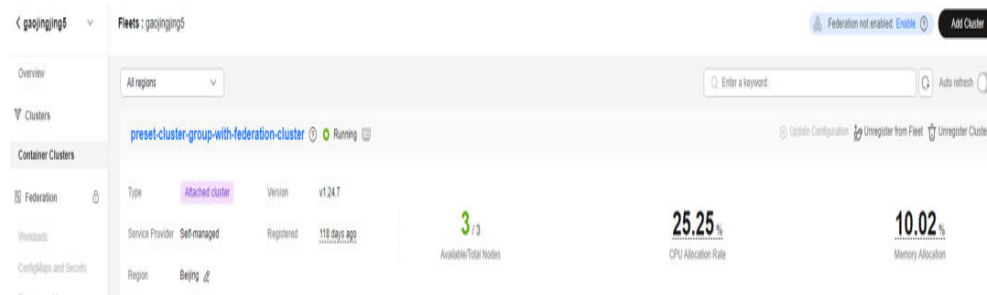 gaojingjing5
Fleets : gaojingjing5
Federation not enabled. Enable
Add Cluster
Overview
Clusters
Container Clusters
Federation
Workloads
ConfigMaps and Secrets
All regions
Enter a keyword.
Auto refresh
preset-cluster-group-with-federation-cluster
Running
Update Configuration
Unregister from Fleet
Unregister Cluste
Type
Attached cluster
Version
v1.24.7
Service Provider
Self-managed
Registered
118 days ago
Region
Beijing
3 / 3
Available/Total Nodes
25.25 %
CPU Allocation Rate
10.02 %
Memory Allocation